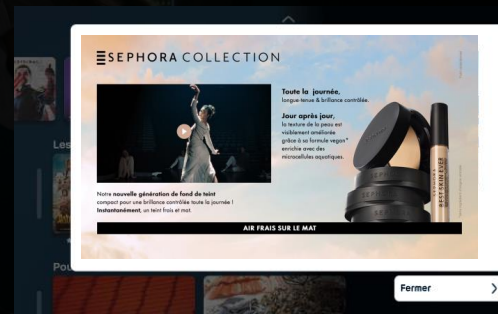 SEPHORA COLLECTION
Toute la journée,
longue tenue & brillance contrôlée.
Jour après jour,
la texture de la peau est
visiblement améliorée
grâce à sa formule vegan*
enrichie avec des
microcellules aquatiques.
Notre nouvelle génération de fond de teint
compact pour une brillance contrôlée toute la journée !
Instantanément, un teint frais et mat.
SEPHORA
BEST SKIN EVER
AIR FRAIS SUR LE MAT
Les
Pou
Fermer